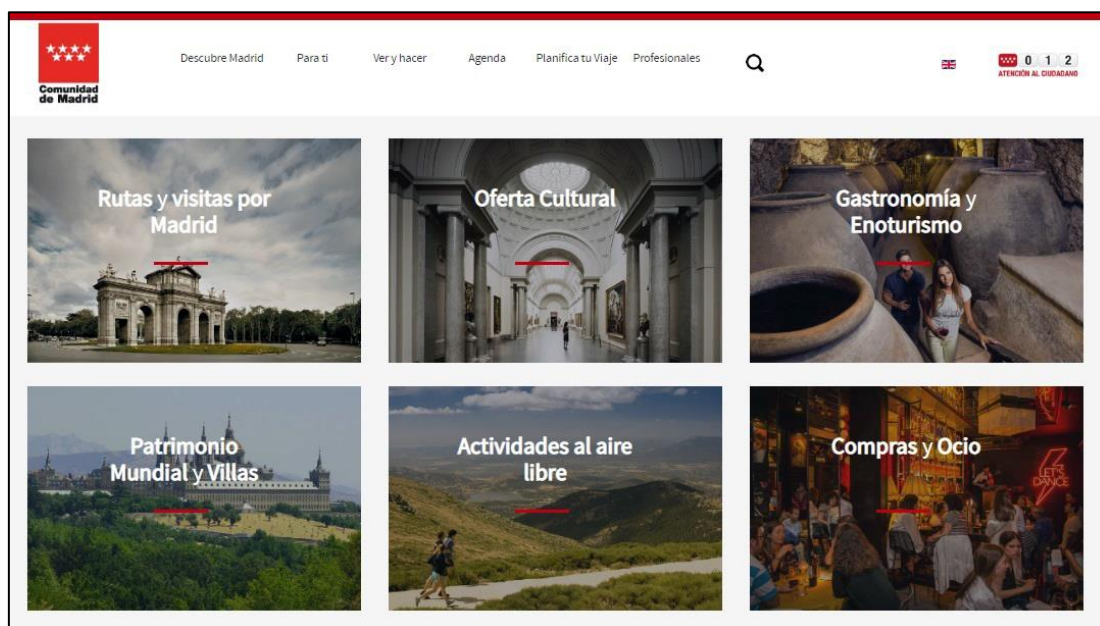 Comunidad
de Madrid
Descubre Madrid
Para ti
Ver y hacer
Agenda
Planifica tu Viaje
Profesionales
0 1 2
ATENCIÓN AL CIUDADANO
Rutas y visitas por
Madrid
Oferta Cultural
Gastronomía y
Enoturismo
Patrimonio
Mundial y Villas
Actividades al aire
libre
Compras y Ocio
LET'S
DANCE